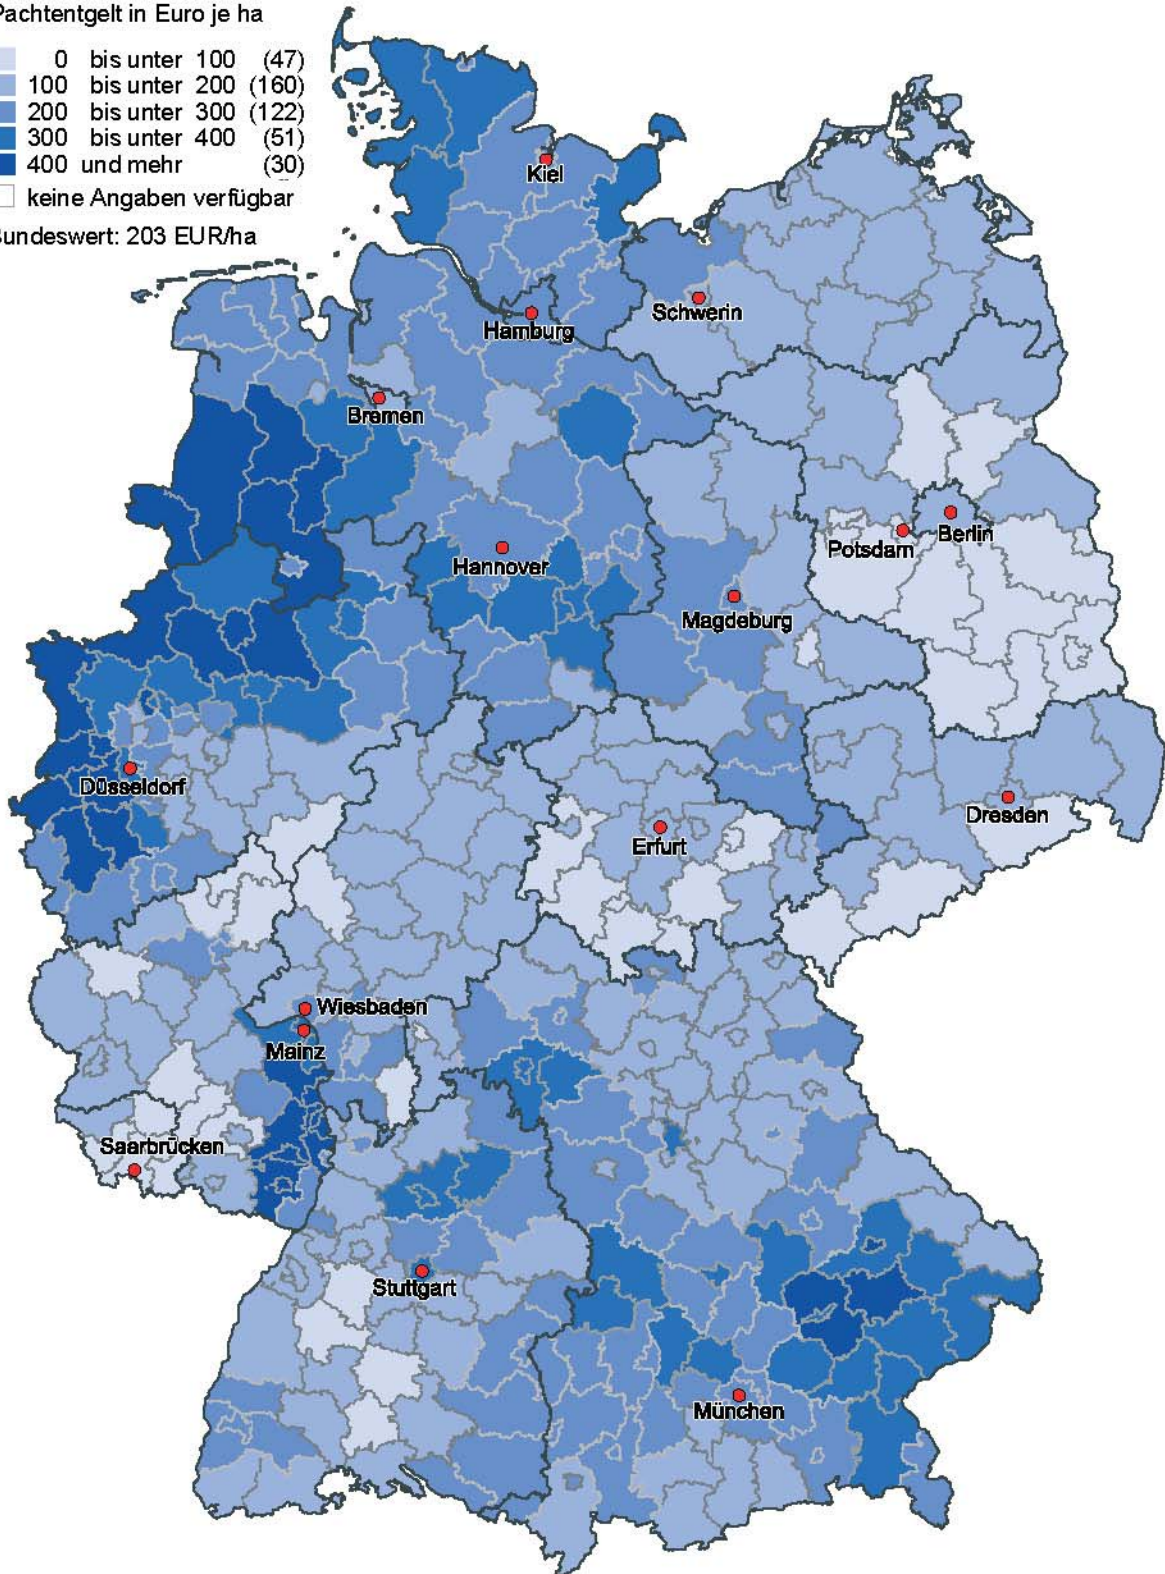 Pachtentgelt in Euro je ha
0 bis unter 100 (47)
100 bis unter 200 (160)
200 bis unter 300 (122)
300 bis unter 400 (51)
400 und mehr (30)
keine Angaben verfügbar
Bundeswert: 203 EUR/ha
Kiel
Schwerin
Hamburg
Bremen
Berlin
Potsdam
Hannover
Magdeburg
Düsseldorf
Dresden
Erfurt
Wiesbaden
Mainz
Saarbrücken
Stuttgart
München